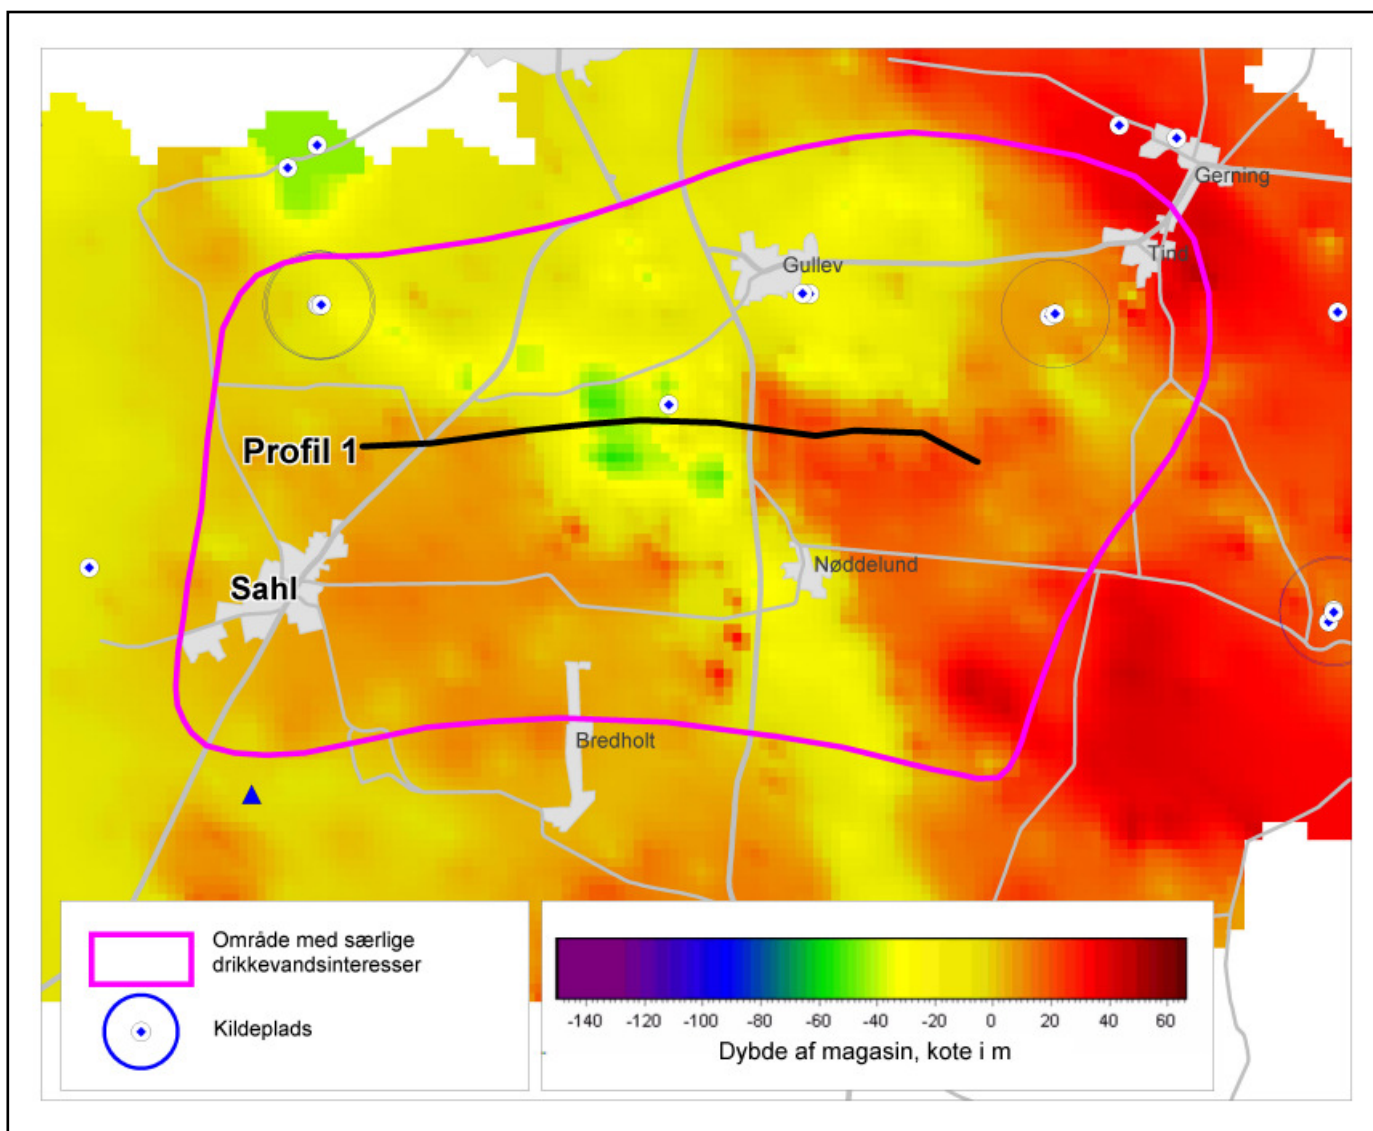 Gerning
Tind
Gullev
Profil 1
Nøddelund
Sahl
Bredholt
Område med særlige
drikkevandsinteresser
Kildeplads
-140 -120 -100 -80 -60 -40 -20 0 20 40 60
Dybde af magasin, kote i m